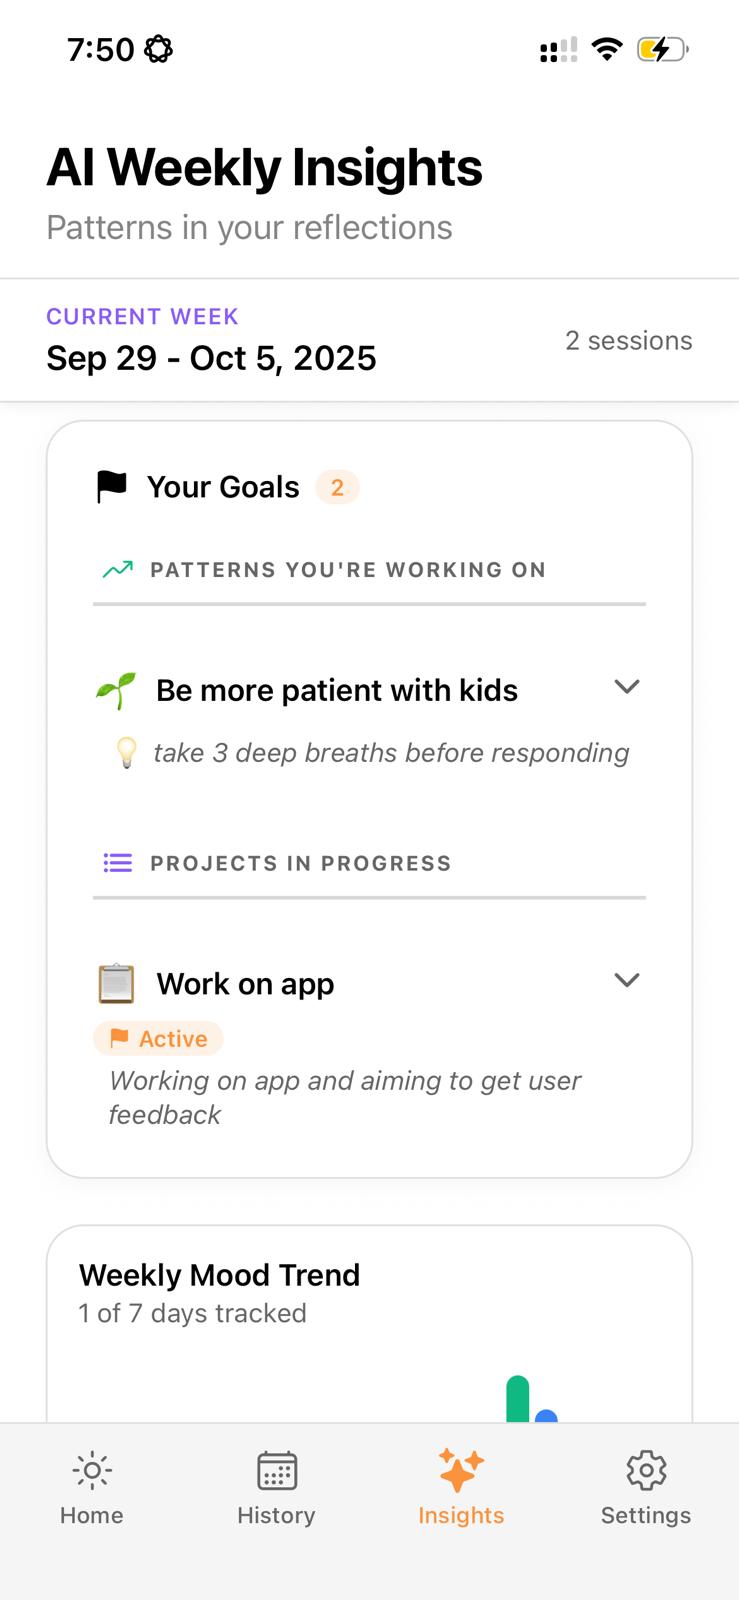 7:50
AI Weekly Insights
Patterns in your reflections
CURRENT WEEK
Sep 29 - Oct 5, 2025
2 sessions
Your Goals 2
PATTERNS YOU'RE WORKING ON
Be more patient with kids
take 3 deep breaths before responding
PROJECTS IN PROGRESS
Work on app
Active
Working on app and aiming to get user
feedback
Weekly Mood Trend
1 of 7 days tracked
Home
History
Insights
Settings